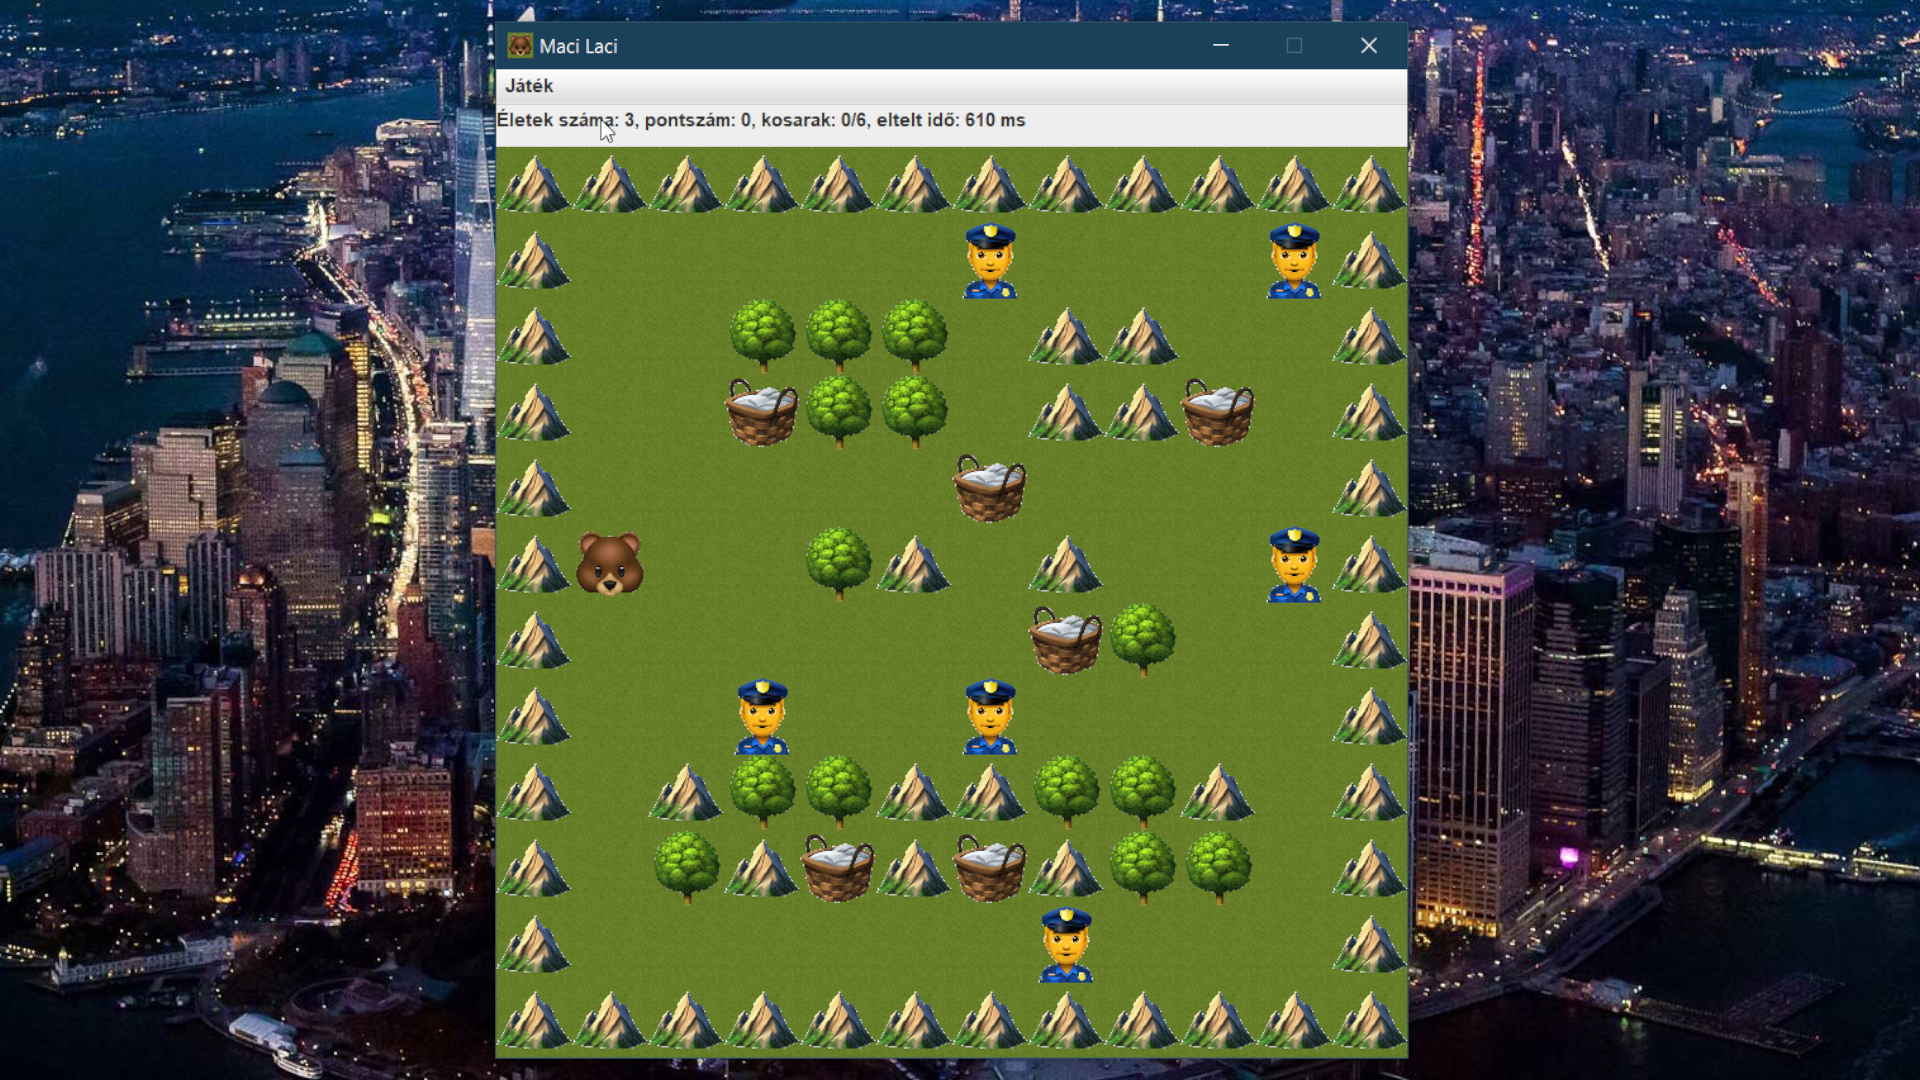 Maci Laci
Játék
Életek száma: 3, pontszám: 0, kosarak: 0/6, eltelt idő: 610 ms